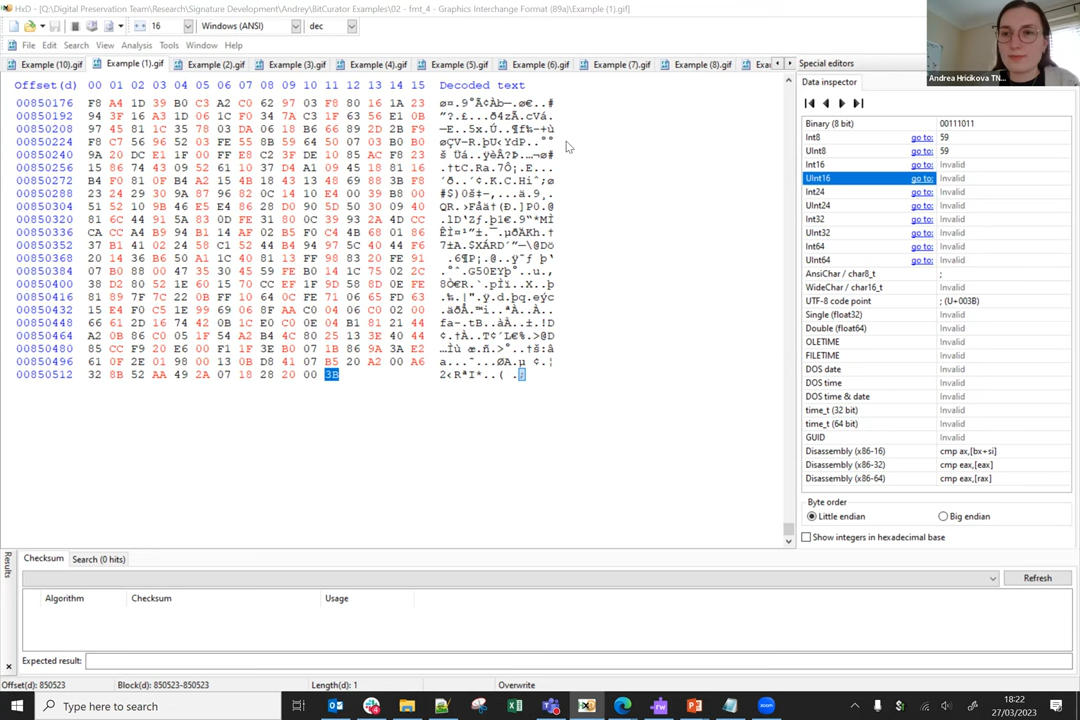 HxD - [Q:\Digital Preservation Team\Research\Signature Development\Andrey\BitCurator Examples\02 - fmt_4 - Graphics Interchange Format (89a)\Example (1).gif]
16 Windows (ANSI) dec
File Edit Search View Analysis Tools Window Help
Example (10).gif Example (1).gif Example (2).gif Example (3).gif Example (4).gif Example (5).gif Example (6).gif Example (7).gif Example (8).gif Exa
Offset(d) 00 01 02 03 04 05 06 07 08 09 10 11 12 13 14 15 Decoded text
00850176 F8 A4 1D 39 B0 C3 A2 C0 62 97 03 F8 80 16 1A 23 ø¤.9°Ã¢Àb—.ø€..#
00850192 94 3F 16 A3 1D 06 1C F0 34 7A C3 1F 63 56 E1 0B ”?.£...ð4zÃ.cVá.
00850208 97 45 81 1C 35 78 03 DA 06 18 B6 66 89 2D 2B F9 —E..5x.Ú..¶f‰-+ù
00850224 F8 C7 56 96 52 03 FE 55 8B 59 64 50 07 03 B0 B0
00850240 9A 20 DC E1 1F 00 FF E8 C2 3F DE 10 85 AC F8 23
00850256 15 86 74 43 09 52 61 10 37 D4 A1 09 45 18 81 16
00850272 B4 F0 81 0F B4 A2 15 4B 18 43 13 48 69 88 3B F8
00850288 23 24 29 30 9A 87 96 82 0C 14 10 E4 00 39 B8 00
00850304 51 52 10 9B 46 E5 E4 86 28 D0 90 5D 50 30 09 40
00850320 81 6C 44 91 5A 83 0D FE 31 80 0C 39 93 2A 4D CC
00850336 CA CC A4 B9 94 B1 14 AF 02 B5 F0 C4 4B 68 01 86
00850352 37 B1 41 02 24 58 C1 52 44 B4 94 97 5C 40 44 F6
00850368 20 14 36 B6 50 A1 1C 40 81 13 FF 98 83 20 FE 91
00850384 07 B0 88 00 47 35 30 45 59 FE B0 14 1C 75 02 2C
00850400 38 D2 80 52 1E 60 15 70 CC EF 1F 9D 58 8D 0E FE
00850416 81 89 7F 7C 22 0B FF 10 64 0C FE 71 06 65 FD 63
00850432 15 E4 F0 C5 1E 99 69 06 8F AA C0 04 C0 02 00
00850448 66 61 2D 16 74 42 0B 1C E0 C0 0E 04 B1 81 21 44
00850464 A2 0B 86 C0 05 1F 54 A2 B4 4C 80 25 13 3E 40 44
00850480 85 CC F9 20 E6 00 F1 1F 3E B0 07 1B 86 9A 3A E2
00850496 61 0F 2E 01 98 00 13 0B D8 41 07 B5 20 A2 00 A6
00850512 32 8B 52 AA 49 2A 07 18 28 20 00 3B 2‹RªI*..( .;
Special editors
Andrea Hricikova TN...
Data inspector
Binary (8 bit) 00111011
Int8 go to: 59
UInt8 go to: 59
Int16 go to: Invalid
UInt16 go to: Invalid
Int24 go to: Invalid
UInt24 go to: Invalid
Int32 go to: Invalid
UInt32 go to: Invalid
Int64 go to: Invalid
UInt64 go to: Invalid
AnsiChar / char8_t ;
WideChar / char16_t Invalid
UTF-8 code point ; (U+003B)
Single (float32) Invalid
Double (float64) Invalid
OLETIME Invalid
FILETIME Invalid
DOS date Invalid
DOS time Invalid
DOS time & date Invalid
time_t (32 bit) Invalid
time_t (64 bit) Invalid
GUID Invalid
Disassembly (x86-16) cmp ax,[bx+si]
Disassembly (x86-32) cmp eax,[eax]
Disassembly (x86-64) cmp eax,[rax]
Byte order
Little endian Big endian
Show integers in hexadecimal base
Results
Checksum Search (0 hits)
Refresh
Algorithm Checksum Usage
Expected result:
Offset(d): 850523 Block(d): 850523-850523 Length(d): 1 Overwrite
Type here to search
18:22
27/03/2023